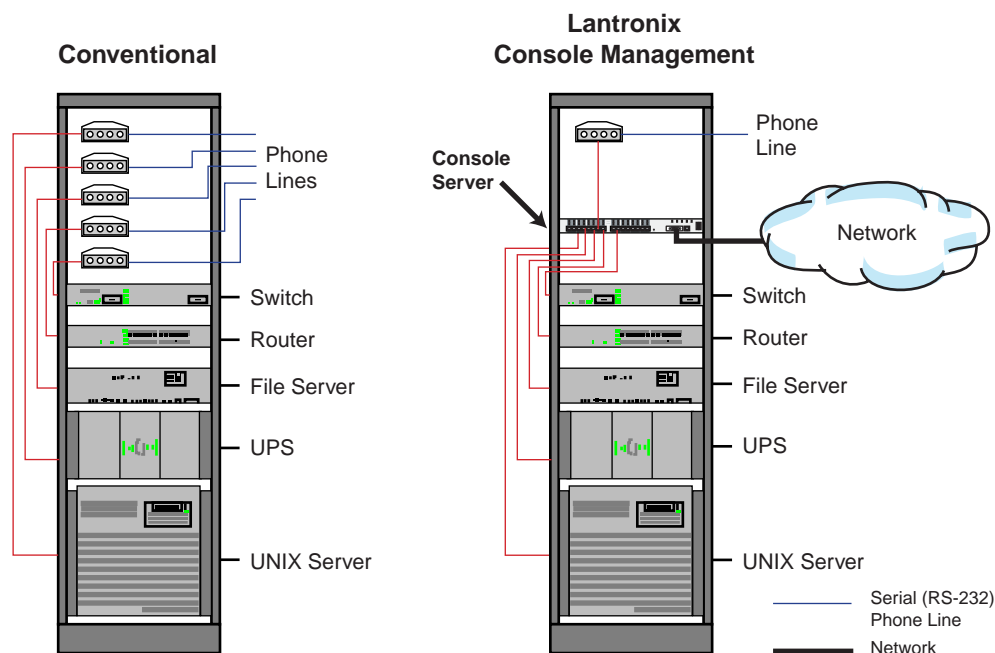 Conventional
Phone
Lines
Switch
Router
File Server
UPS
UNIX Server
Lantronix
Console Management
Phone
Line
Console
Server
Network
Switch
Router
File Server
UPS
UNIX Server
Serial (RS-232)
Phone Line
Network